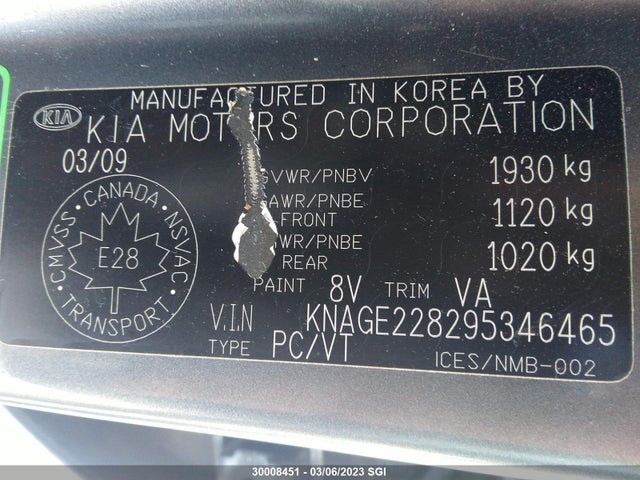 MANUFACTURED IN KOREA BY
KIA KIA MOTORS CORPORATION
03/09
GVWR/PNBV 1930 kg
GAWR/PNBE FRONT 1120 kg
GAWR/PNBE REAR 1020 kg
CMVSS CANADA NSVAC TRANSPORT
E28
PAINT 8V TRIM VA
V.I.N KNAGE228295346465
TYPE PC/VT ICES/NMB-002
30008451 - 03/06/2023 SGI